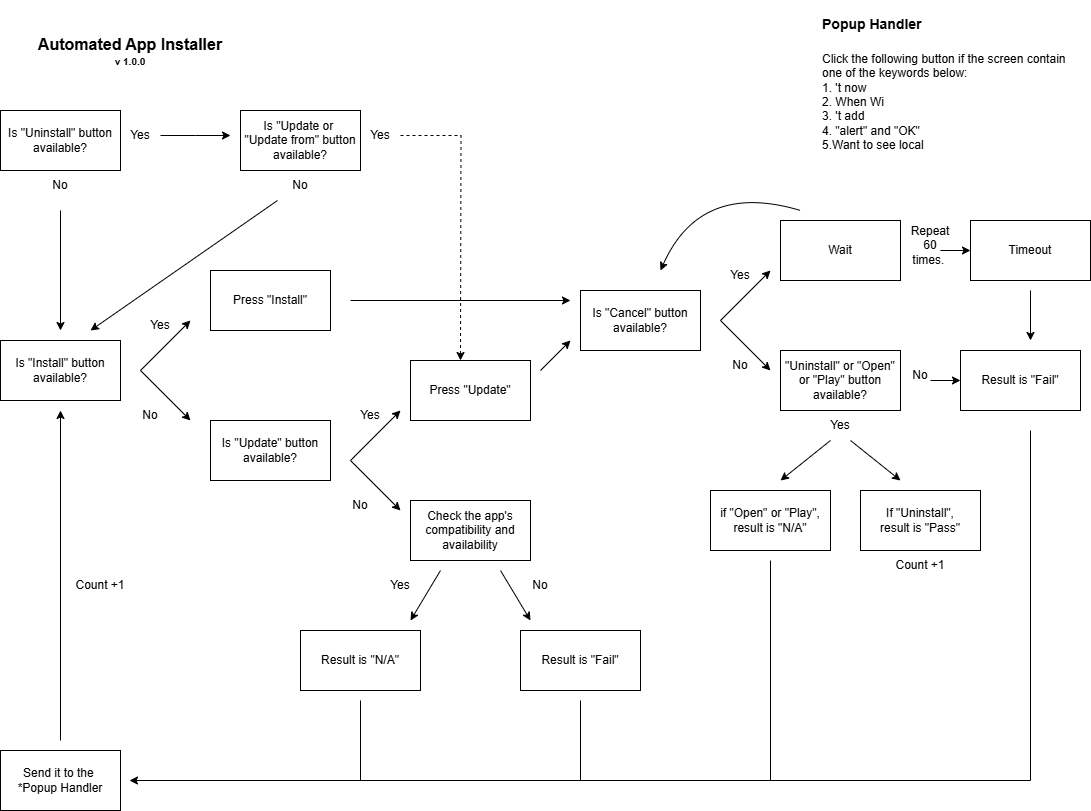 Automated App Installer
v 1.0.0
Popup Handler
Click the following button if the screen contain
one of the keywords below:
1. 't now
2. When Wi
3. 't add
4. "alert" and "OK"
5.Want to see local
Is "Uninstall" button
available?
Yes
No
Is "Update or
"Update from" button
available?
Yes
No
Is "Install" button
available?
Yes
No
Press "Install"
Is "Update" button
available?
Yes
No
Press "Update"
Check the app's
compatibility and
availability
Yes
No
Result is "N/A"
Result is "Fail"
Is "Cancel" button
available?
Yes
No
Wait
Repeat
60
times.
Timeout
"Uninstall" or "Open"
or "Play" button
available?
No
Result is "Fail"
Yes
if "Open" or "Play",
result is "N/A"
If "Uninstall",
result is "Pass"
Count +1
Count +1
Send it to the
*Popup Handler